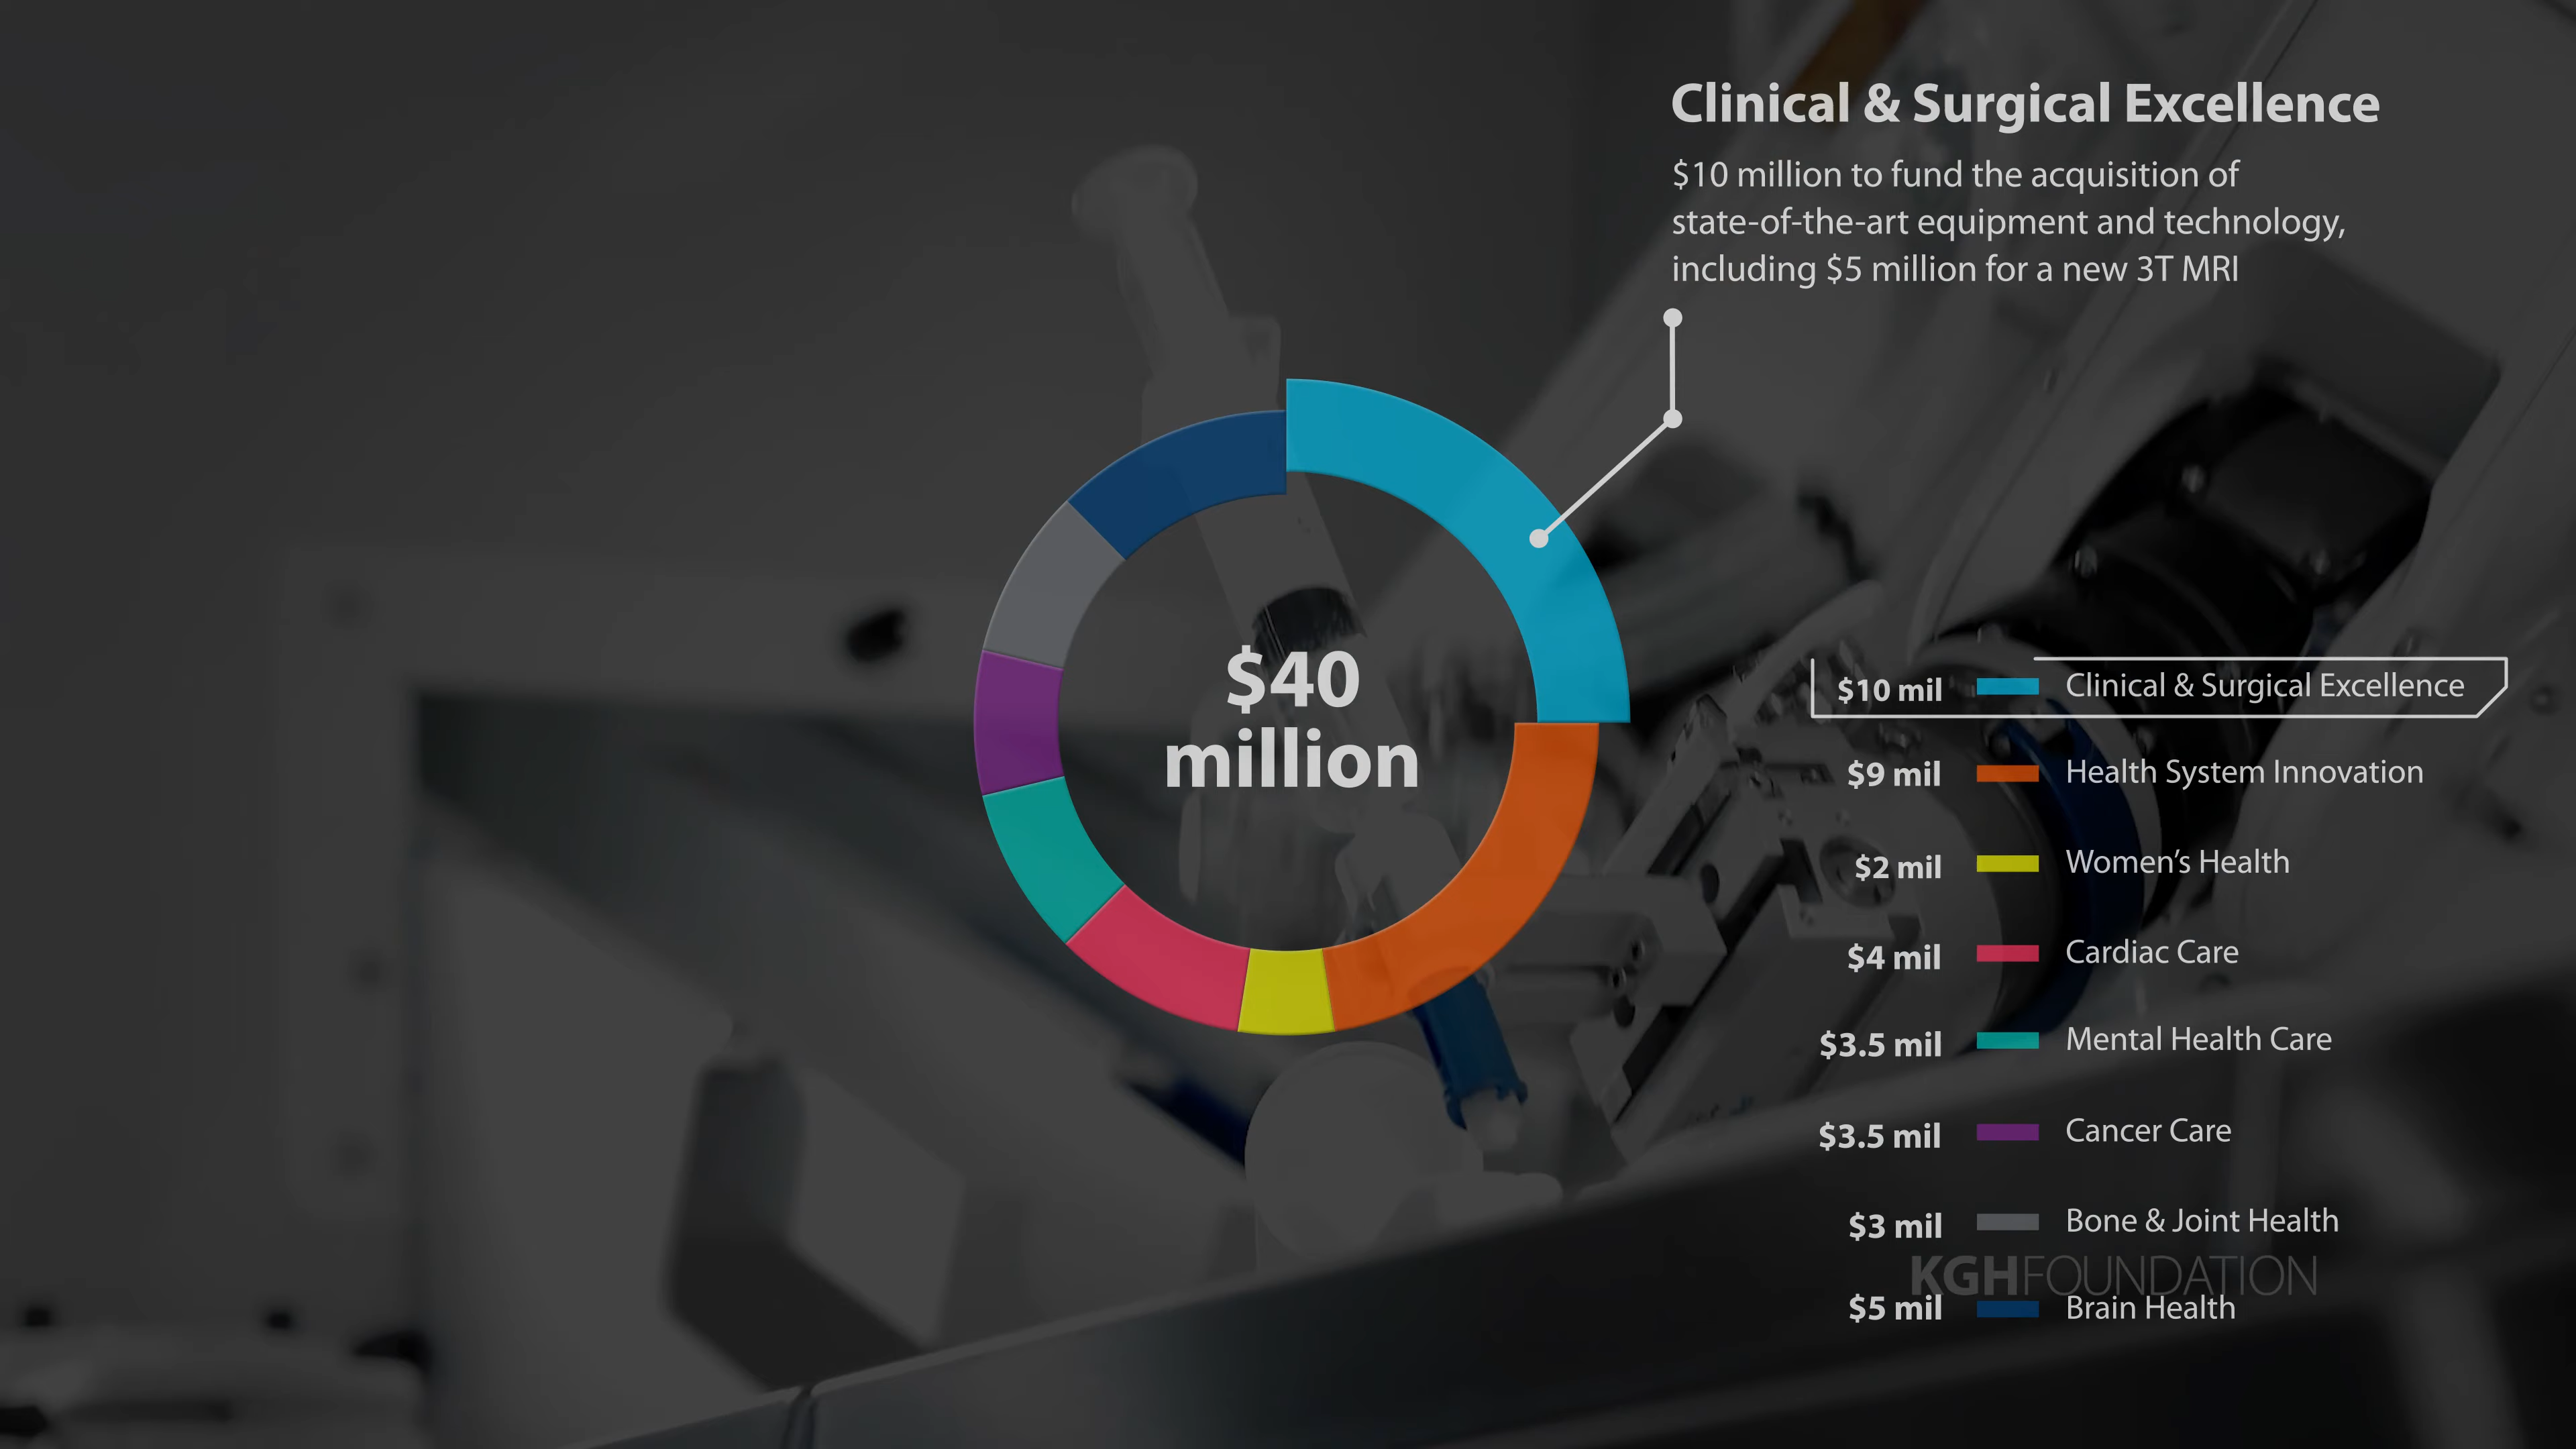 Clinical & Surgical Excellence
$10 million to fund the acquisition of
state-of-the-art equipment and technology,
including $5 million for a new 3T MRI
$40
million
$10 mil Clinical & Surgical Excellence
$9 mil Health System Innovation
$2 mil Women’s Health
$4 mil Cardiac Care
$3.5 mil Mental Health Care
$3.5 mil Cancer Care
$3 mil Bone & Joint Health
KGHFOUNDATION
$5 mil Brain Health